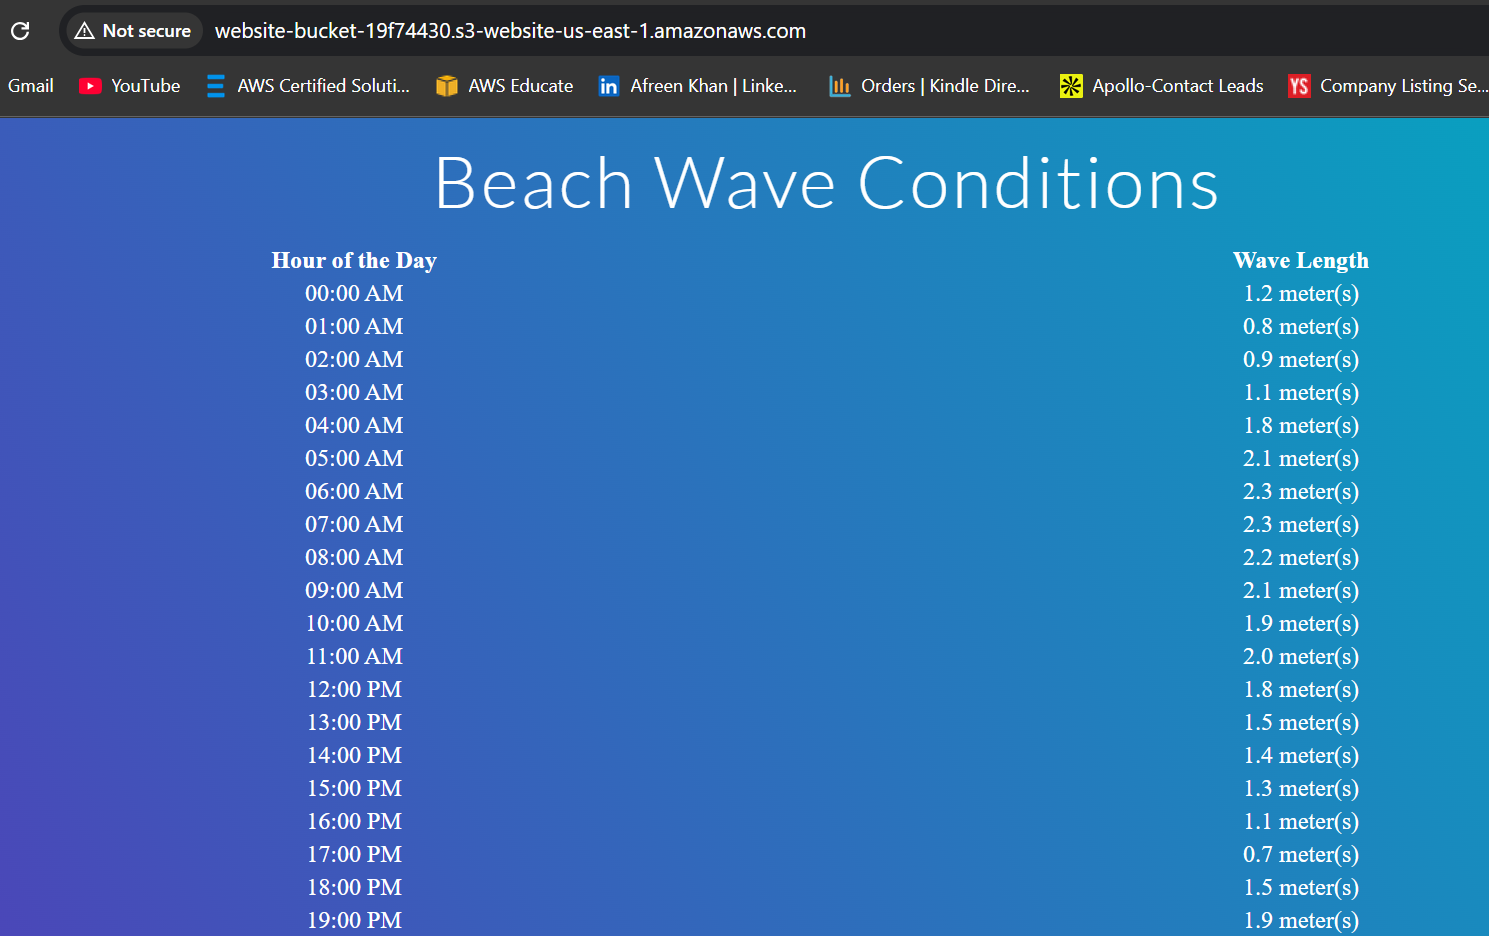 Not secure website-bucket-19f74430.s3-website-us-east-1.amazonaws.com
Gmail YouTube AWS Certified Soluti... AWS Educate in Afreen Khan | Linke... Orders | Kindle Dire... Apollo-Contact Leads YS Company Listing Se...
Beach Wave Conditions
Hour of the Day Wave Length
00:00 AM 1.2 meter(s)
01:00 AM 0.8 meter(s)
02:00 AM 0.9 meter(s)
03:00 AM 1.1 meter(s)
04:00 AM 1.8 meter(s)
05:00 AM 2.1 meter(s)
06:00 AM 2.3 meter(s)
07:00 AM 2.3 meter(s)
08:00 AM 2.2 meter(s)
09:00 AM 2.1 meter(s)
10:00 AM 1.9 meter(s)
11:00 AM 2.0 meter(s)
12:00 PM 1.8 meter(s)
13:00 PM 1.5 meter(s)
14:00 PM 1.4 meter(s)
15:00 PM 1.3 meter(s)
16:00 PM 1.1 meter(s)
17:00 PM 0.7 meter(s)
18:00 PM 1.5 meter(s)
19:00 PM 1.9 meter(s)